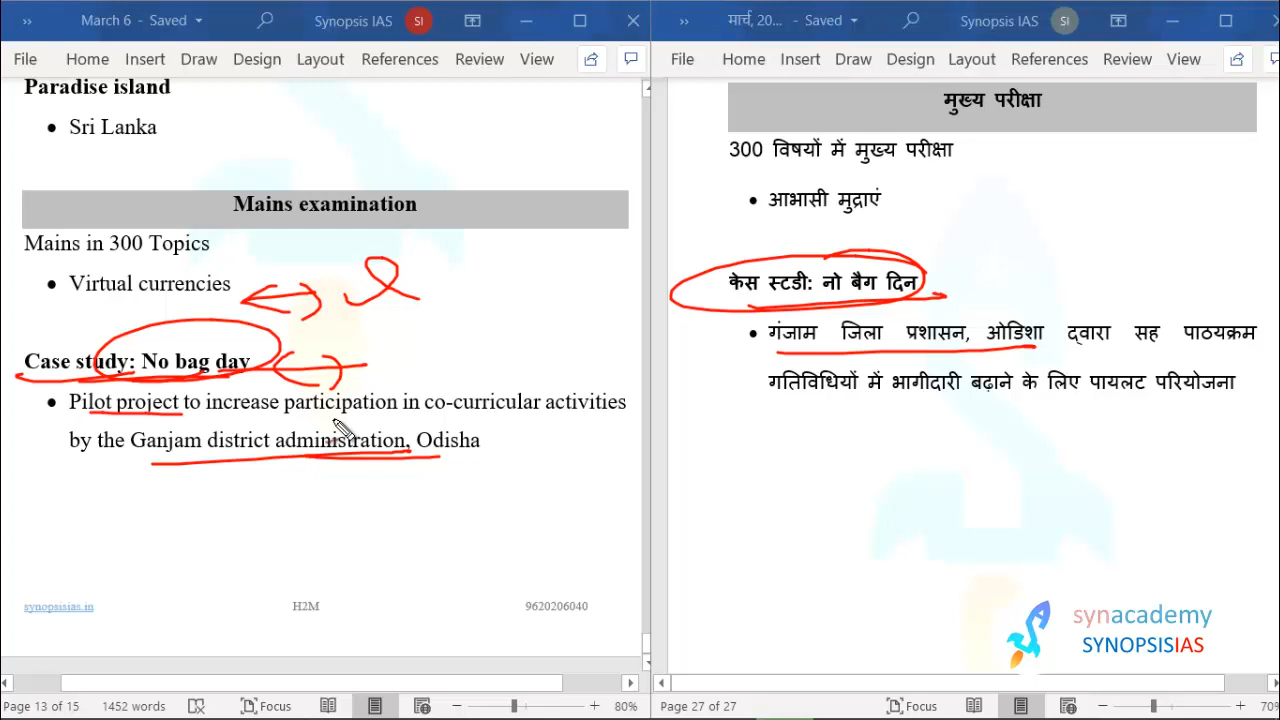 March 6 - Saved
Synopsis IAS
SI
File Home Insert Draw Design Layout References Review View
Paradise island
• Sri Lanka
Mains examination
Mains in 300 Topics
• Virtual currencies
Case study: No bag day
• Pilot project to increase participation in co-curricular activities
by the Ganjam district administration, Odisha
synopsisias.in H2M 9620206040
Page 13 of 15 1452 words Focus 80%
मार्च, 20... - Saved
Synopsis IAS
SI
File Home Insert Draw Design Layout References Review View
मुख्य परीक्षा
300 विषयों में मुख्य परीक्षा
• आभासी मुद्राएं
केस स्टडी: नो बैग दिन
• गंजाम जिला प्रशासन, ओडिशा द्वारा सह पाठयक्रम
गतिविधियों में भागीदारी बढ़ाने के लिए पायलट परियोजना
synacademy
SYNOPSISIAS
Page 27 of 27 Focus 70%